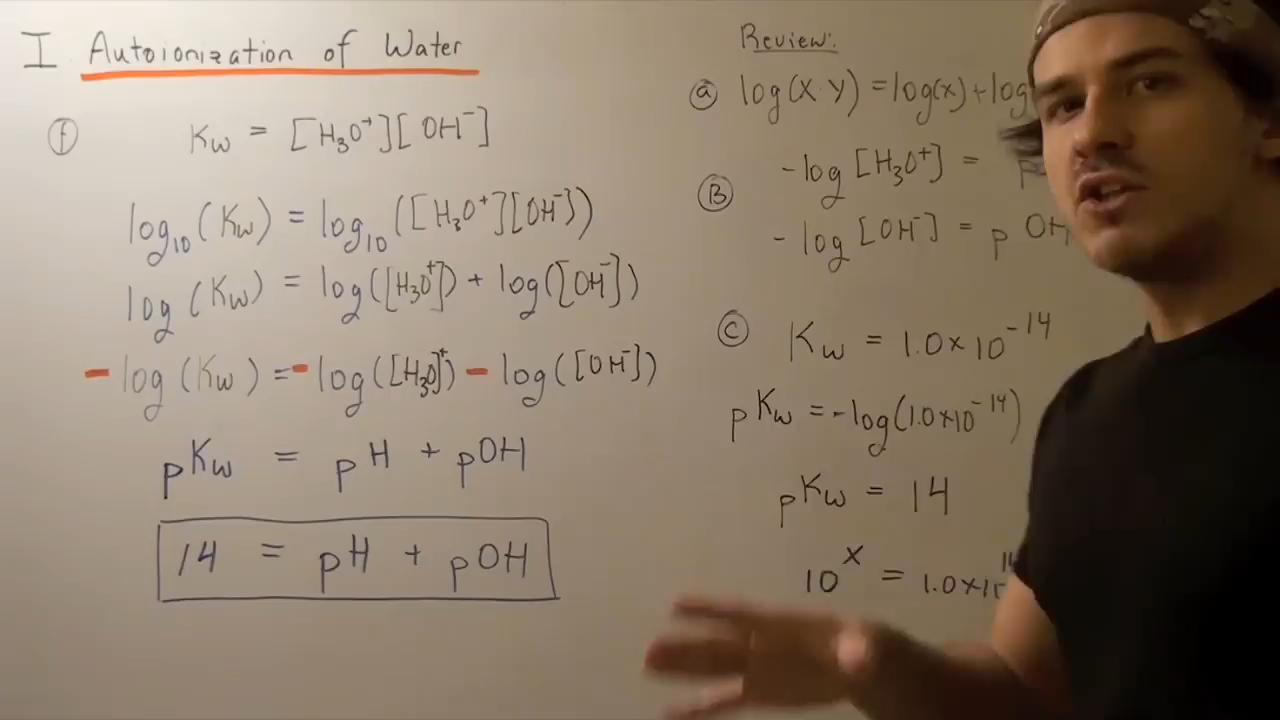 I Autoionization of Water
f Kw = [H₃O⁺][OH⁻]
log₁₀(Kw) = log₁₀([H₃O⁺][OH⁻])
log(Kw) = log([H₃O⁺]) + log([OH⁻])
-log(Kw) = -log([H₃O]⁺) - log([OH⁻])
pKw = pH + pOH
14 = pH + pOH
Review:
a log(X·Y) = log(x) + log
B -log[H₃O⁺] = p
-log[OH⁻] = pOH
C Kw = 1.0×10⁻¹⁴
pKw = -log(1.0×10⁻¹⁴)
pKw = 14
10ˣ = 1.0×10